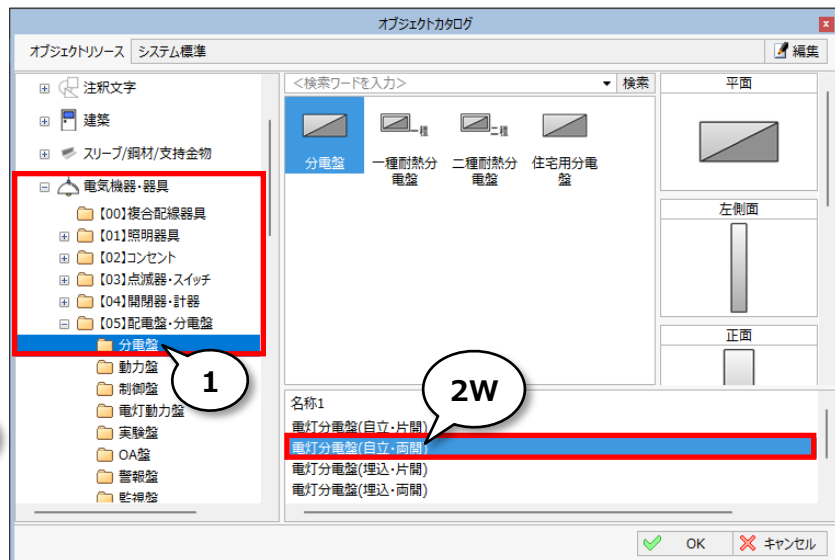 オブジェクトカタログ
オブジェクトリソース システム標準 編集
注釈文字
建築
スリーブ/鋼材/支持金物
電気機器・器具
【00】複合配線器具
【01】照明器具
【02】コンセント
【03】点滅器・スイッチ
【04】開閉器・計器
【05】配電盤・分電盤
分電盤
動力盤
制御盤
電灯動力盤
実験盤
OA盤
警報盤
監視盤
1
<検索ワードを入力> 検索
一種 二種
分電盤 一種耐熱分電盤 二種耐熱分電盤 住宅用分電盤
2W
名称1
電灯分電盤(自立・片開)
電灯分電盤(自立・両開)
電灯分電盤(埋込・片開)
電灯分電盤(埋込・両開)
平面
左側面
正面
OK キャンセル